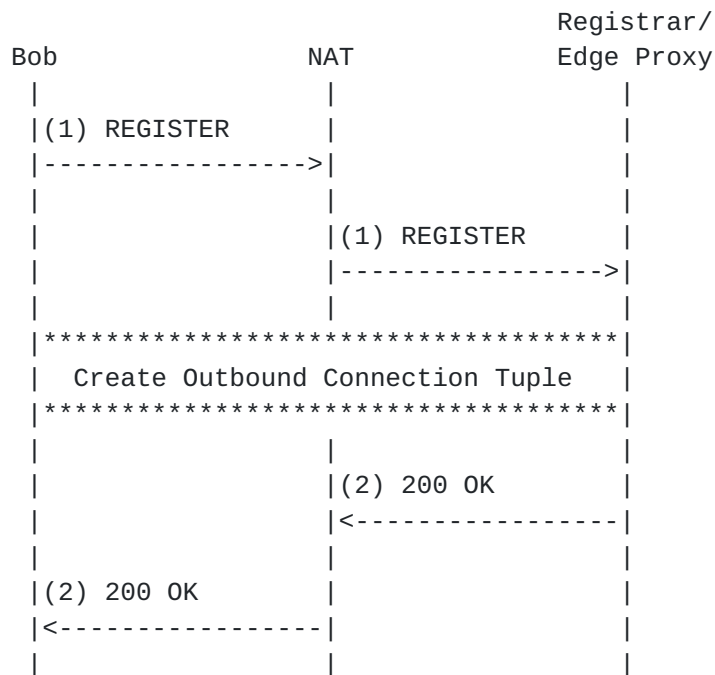 Registrar/
Bob NAT Edge Proxy
(1) REGISTER
(1) REGISTER
Create Outbound Connection Tuple
(2) 200 OK
(2) 200 OK